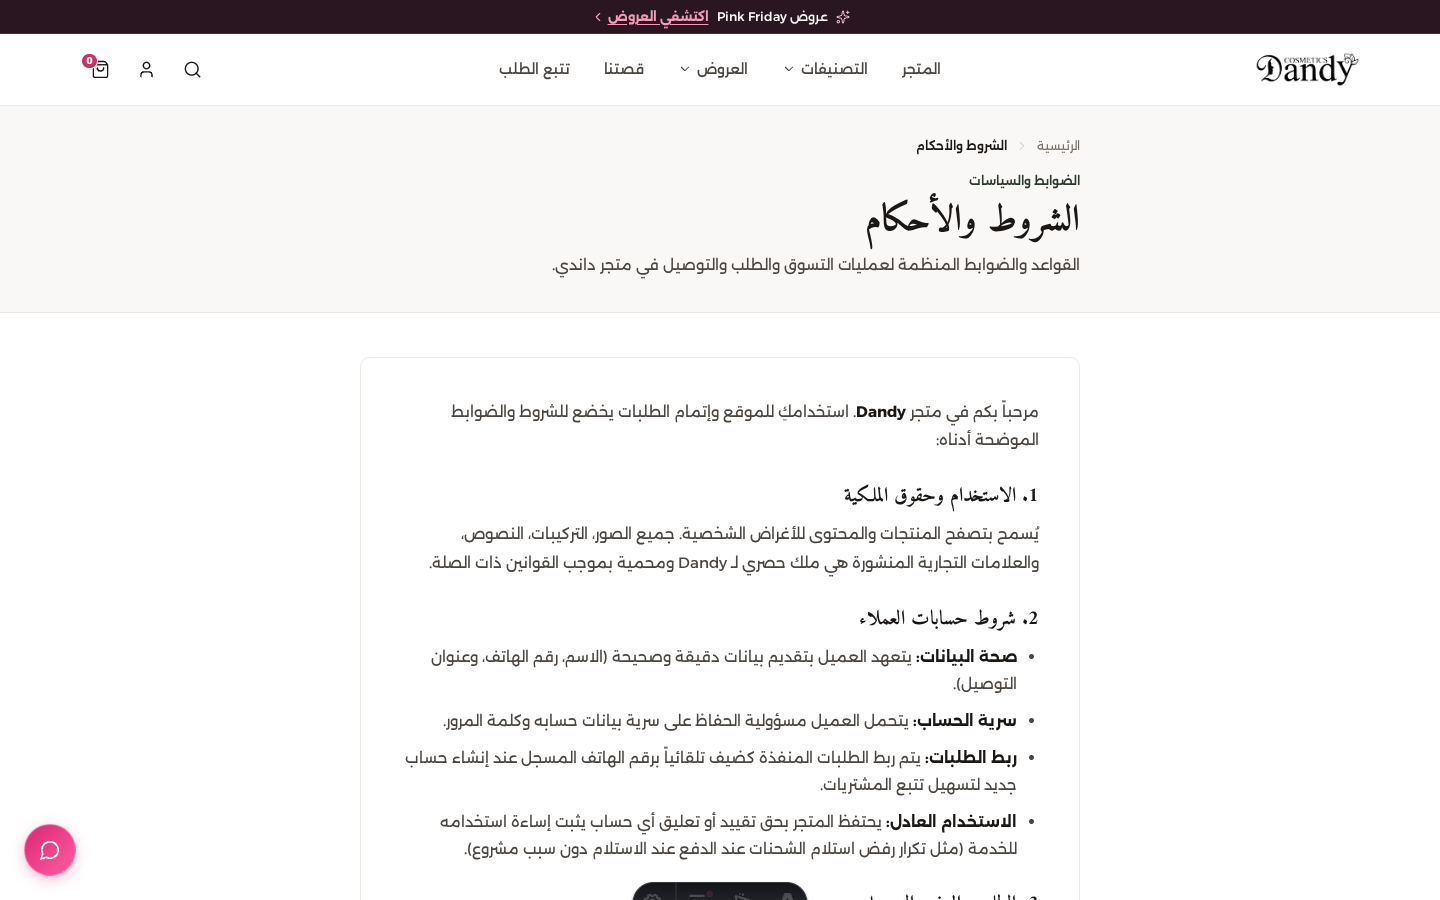 عروض Pink Friday اكتشفي العروض
Dandy COSMETICS
المتجر
التصنيفات
العروض
قصتنا
تتبع الطلب
0
الرئيسية
الشروط والأحكام
الضوابط والسياسات
الشروط والأحكام
القواعد والضوابط المنظمة لعمليات التسوق والطلب والتوصيل في متجر داندي.
مرحباً بكم في متجر Dandy. استخدامكِ للموقع وإتمام الطلبات يخضع للشروط والضوابط
الموضحة أدناه:
1. الاستخدام وحقوق الملكية
يُسمح بتصفح المنتجات والمحتوى للأغراض الشخصية. جميع الصور، التركيبات، النصوص،
والعلامات التجارية المنشورة هي ملك حصري لـ Dandy ومحمية بموجب القوانين ذات الصلة.
2. شروط حسابات العملاء
صحة البيانات: يتعهد العميل بتقديم بيانات دقيقة وصحيحة (الاسم، رقم الهاتف، وعنوان
التوصيل).
سرية الحساب: يتحمل العميل مسؤولية الحفاظ على سرية بيانات حسابه وكلمة المرور.
ربط الطلبات: يتم ربط الطلبات المنفذة كضيف تلقائياً برقم الهاتف المسجل عند إنشاء حساب
جديد لتسهيل تتبع المشتريات.
الاستخدام العادل: يحتفظ المتجر بحق تقييد أو تعليق أي حساب يثبت إساءة استخدامه
للخدمة (مثل تكرار رفض استلام الشحنات عند الدفع عند الاستلام دون سبب مشروع).